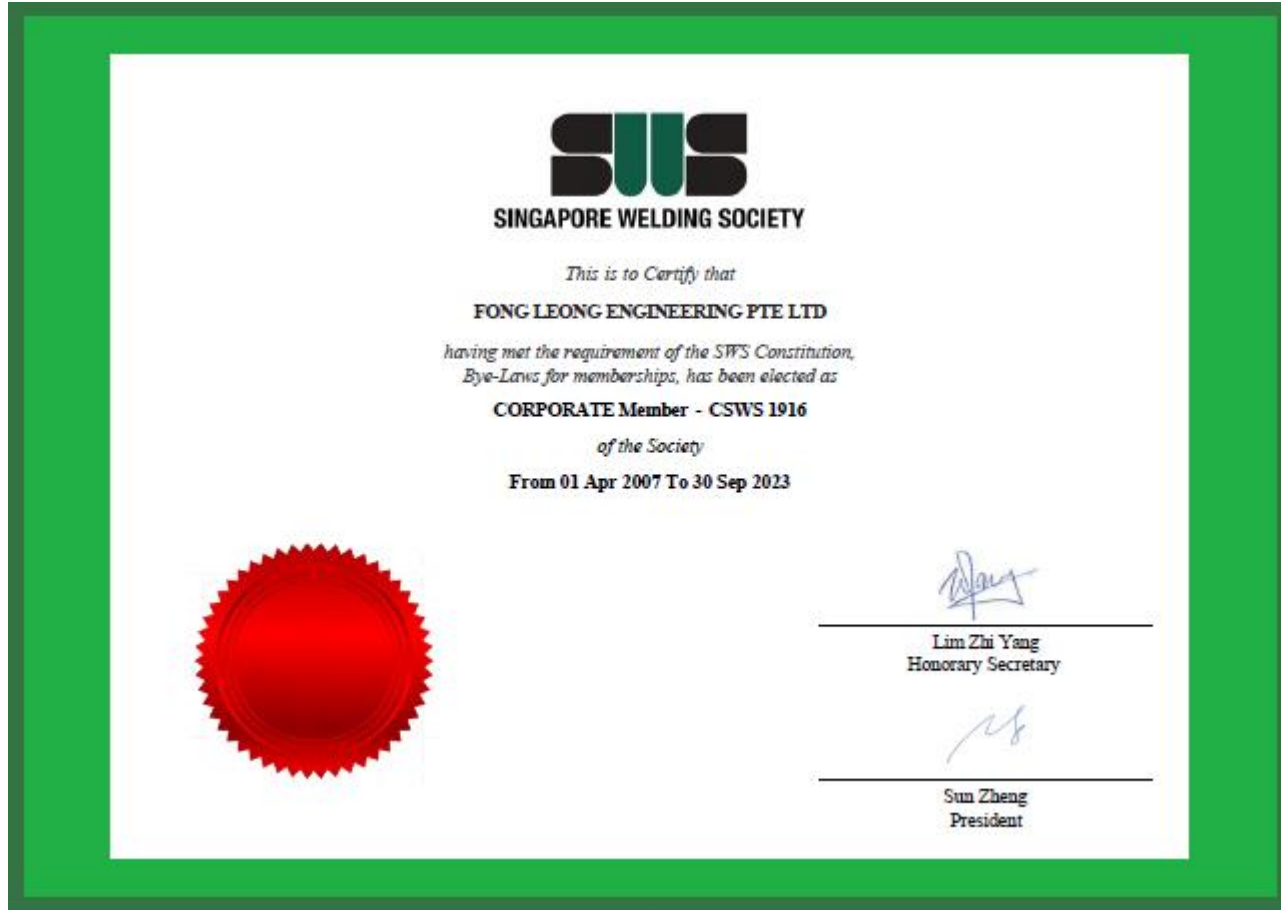 SWS
SINGAPORE WELDING SOCIETY
This is to Certify that
FONG LEONG ENGINEERING PTE LTD
having met the requirement of the SWS Constitution,
Bye-Laws for memberships, has been elected as
CORPORATE Member - CSWS 1916
of the Society
From 01 Apr 2007 To 30 Sep 2023
Lim Zhi Yang
Honorary Secretary
Sun Zheng
President